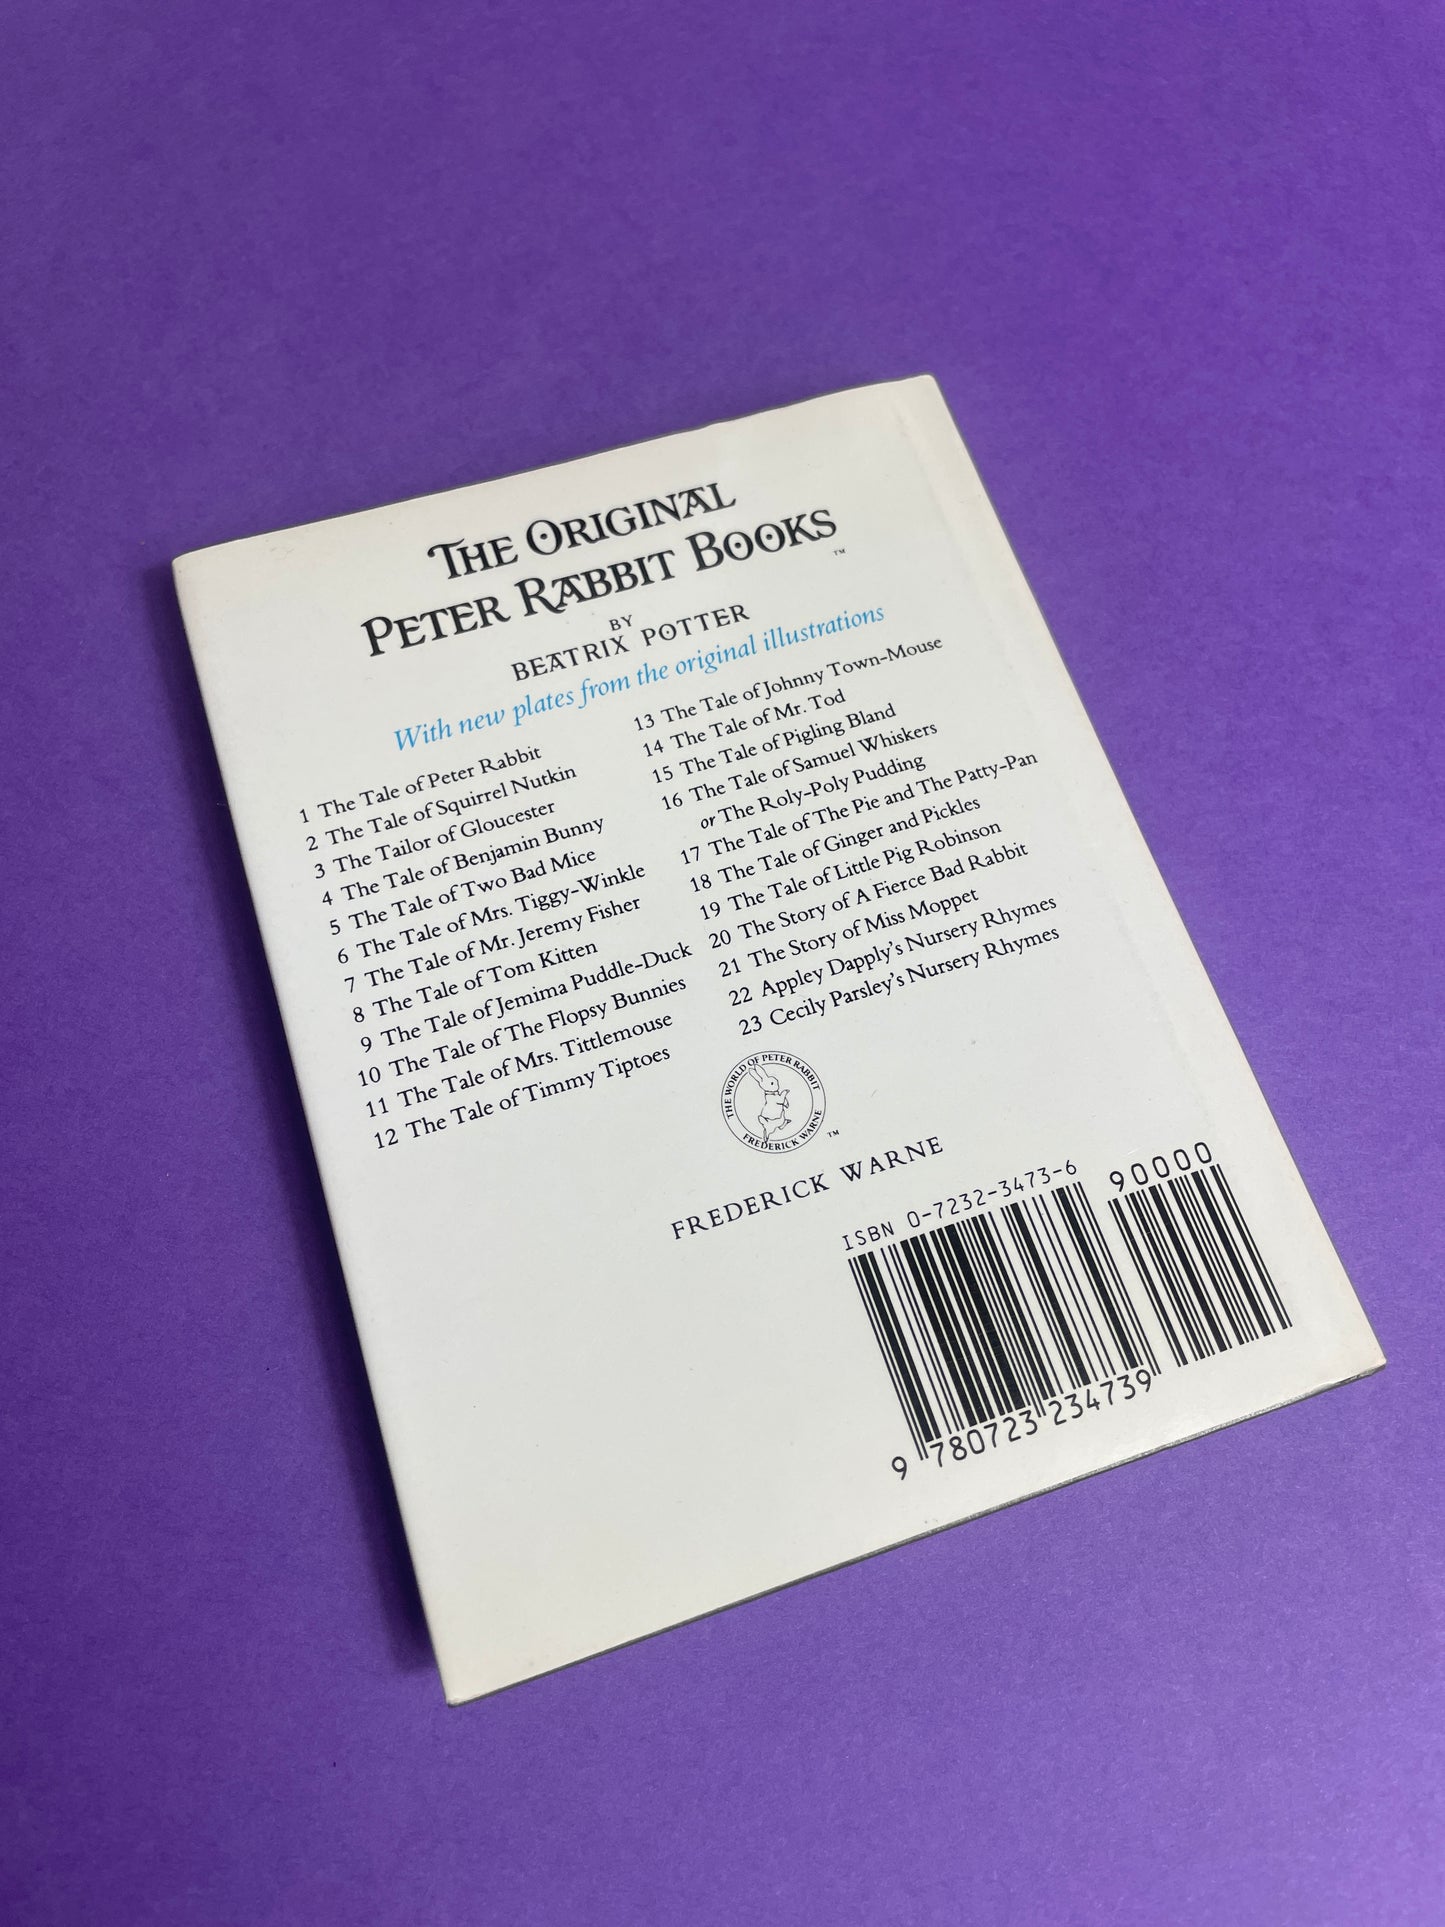 THE ORIGINAL
PETER RABBIT BOOKS™
BY
BEATRIX POTTER
With new plates from the original illustrations
1 The Tale of Peter Rabbit
2 The Tale of Squirrel Nutkin
3 The Tailor of Gloucester
4 The Tale of Benjamin Bunny
5 The Tale of Two Bad Mice
6 The Tale of Mrs. Tiggy-Winkle
7 The Tale of Mr. Jeremy Fisher
8 The Tale of Tom Kitten
9 The Tale of Jemima Puddle-Duck
10 The Tale of The Flopsy Bunnies
11 The Tale of Mrs. Tittlemouse
12 The Tale of Timmy Tiptoes
13 The Tale of Johnny Town-Mouse
14 The Tale of Mr. Tod
15 The Tale of Pigling Bland
16 The Tale of Samuel Whiskers
or The Roly-Poly Pudding
17 The Tale of The Pie and The Patty-Pan
18 The Tale of Ginger and Pickles
19 The Tale of Little Pig Robinson
20 The Story of A Fierce Bad Rabbit
21 The Story of Miss Moppet
22 Appley Dapply's Nursery Rhymes
23 Cecily Parsley's Nursery Rhymes
THE WORLD OF PETER RABBIT
FREDERICK WARNE
™
FREDERICK WARNE
ISBN 0-7232-3473-6
90000
9 780723 234739